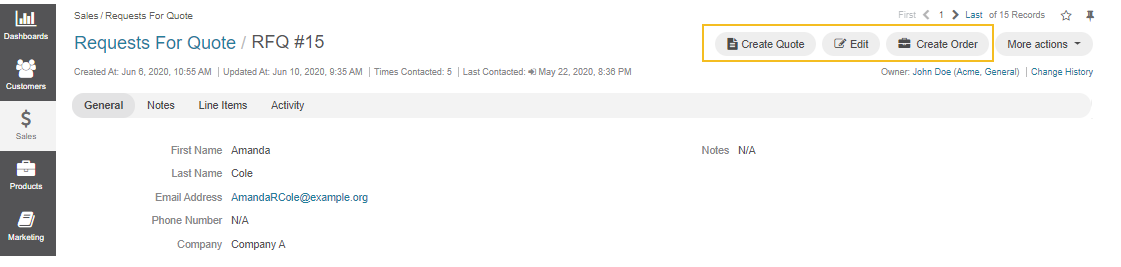 Dashboards
Customers
Sales
Products
Marketing
Sales / Requests For Quote
First 1 Last of 15 Records
Requests For Quote / RFQ #15
Create Quote Edit Create Order More actions
Created At: Jun 6, 2020, 10:55 AM | Updated At: Jun 10, 2020, 9:35 AM | Times Contacted: 5 | Last Contacted: May 22, 2020, 8:36 PM
Owner: John Doe (Acme, General) | Change History
General Notes Line Items Activity
First Name Amanda
Notes N/A
Last Name Cole
Email Address AmandaRCole@example.org
Phone Number N/A
Company Company A